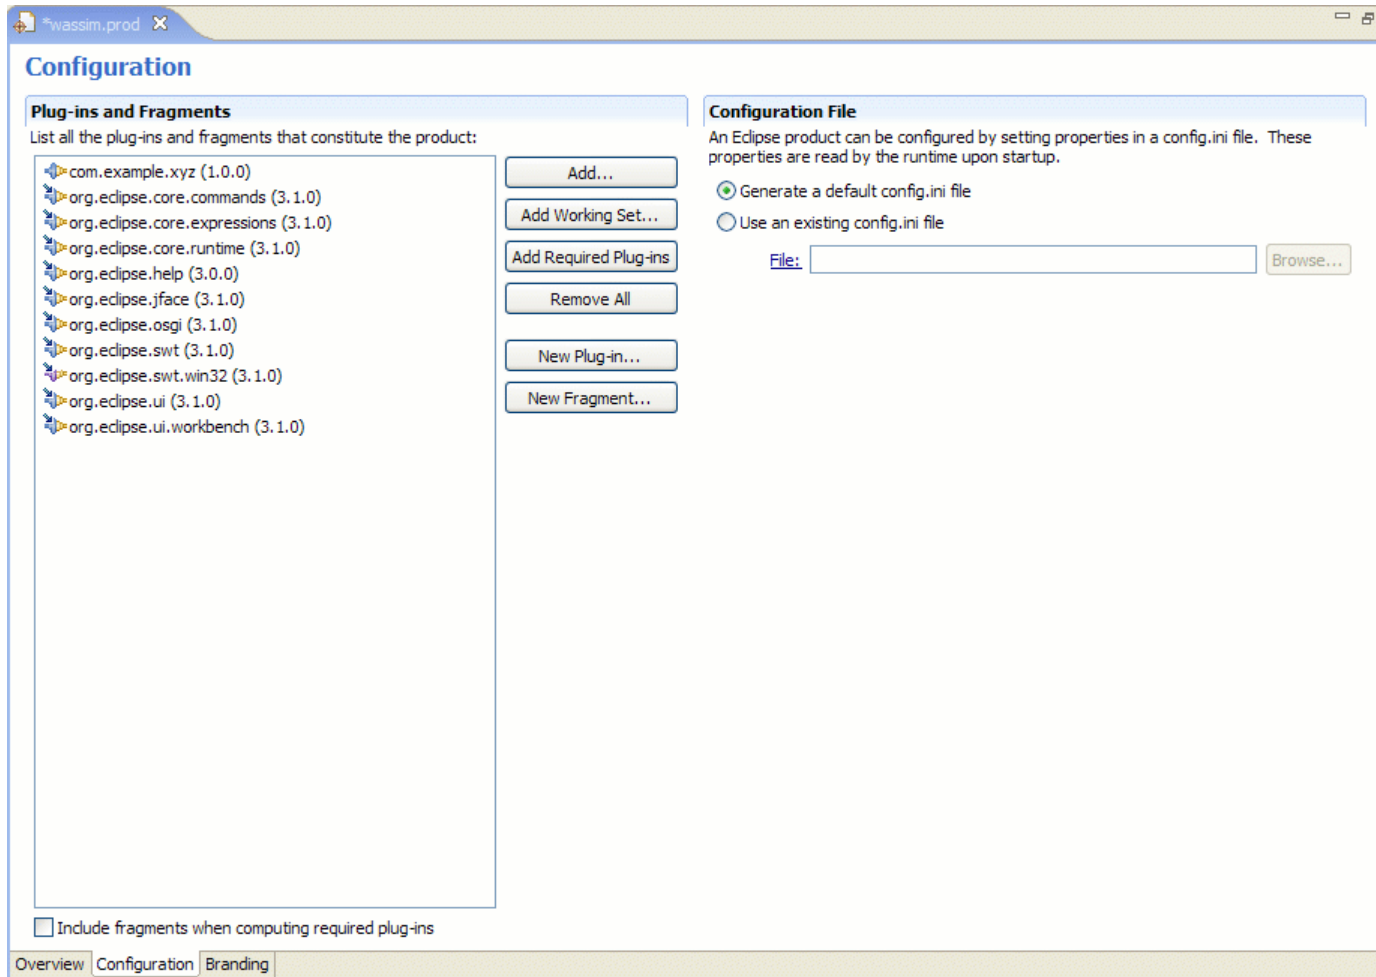 *wassim.prod
Configuration
Plug-ins and Fragments
List all the plug-ins and fragments that constitute the product:
com.example.xyz (1.0.0)
org.eclipse.core.commands (3.1.0)
org.eclipse.core.expressions (3.1.0)
org.eclipse.core.runtime (3.1.0)
org.eclipse.help (3.0.0)
org.eclipse.jface (3.1.0)
org.eclipse.osgi (3.1.0)
org.eclipse.swt (3.1.0)
org.eclipse.swt.win32 (3.1.0)
org.eclipse.ui (3.1.0)
org.eclipse.ui.workbench (3.1.0)
Add...
Add Working Set...
Add Required Plug-ins
Remove All
New Plug-in...
New Fragment...
Include fragments when computing required plug-ins
Configuration File
An Eclipse product can be configured by setting properties in a config.ini file.  These
properties are read by the runtime upon startup.
Generate a default config.ini file
Use an existing config.ini file
File: Browse...
Overview Configuration Branding